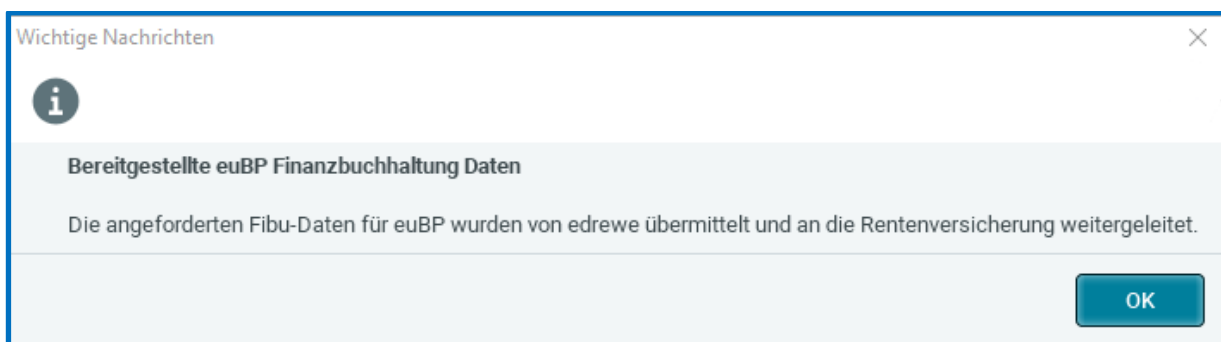 Wichtige Nachrichten
Bereitgestellte euBP Finanzbuchhaltung Daten
Die angeforderten Fibu-Daten für euBP wurden von edrewe übermittelt und an die Rentenversicherung weitergeleitet.
OK